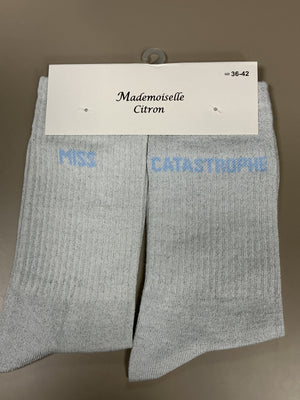 36-42
Mademoiselle
Citron
MISS
CATASTROPHE